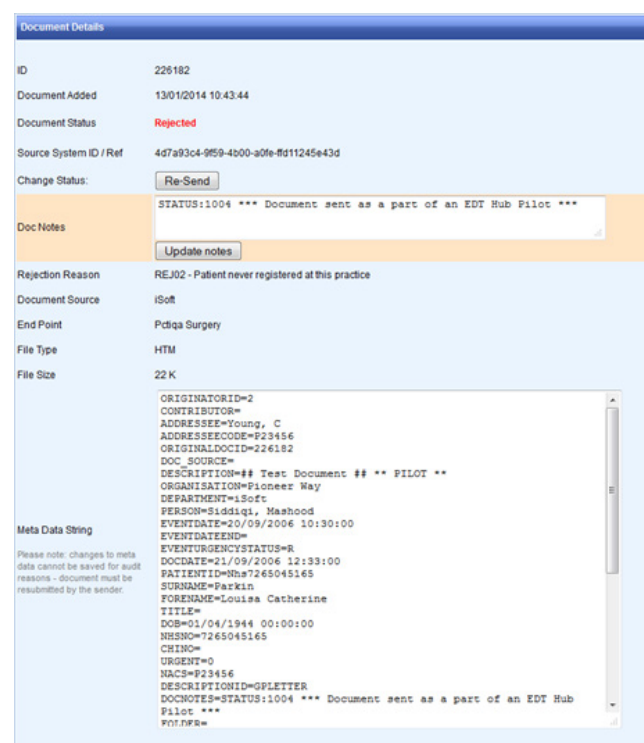 Document Details
ID 226182
Document Added 13/01/2014 10:43:44
Document Status Rejected
Source System ID / Ref 4d7a93c4-9f59-4b00-a0fe-ffd11245e43d
Change Status: Re-Send
STATUS:1004 *** Document sent as a part of an EDT Hub Pilot ***
Doc Notes
Update notes
Rejection Reason REJ02 - Patient never registered at this practice
Document Source iSoft
End Point Pctiqa Surgery
File Type HTM
File Size 22 K
Meta Data String
Please note: changes to meta
data cannot be saved for audit
reasons - document must be
resubmitted by the sender.
ORIGINATORID=2
CONTRIBUTOR=
ADDRESSEE=Young, C
ADDRESSEECODE=P23456
ORIGINALDOCID=226182
DOC_SOURCE=
DESCRIPTION=## Test Document ## ** PILOT **
ORGANISATION=Pioneer Way
DEPARTMENT=iSoft
PERSON=Siddiqi, Mashood
EVENTDATE=20/09/2006 10:30:00
EVENTDATEEND=
EVENTURGENCYSTATUS=R
DOCDATE=21/09/2006 12:33:00
PATIENTID=Nhs7265045165
SURNAME=Parkin
FORENAME=Louisa Catherine
TITLE=
DOB=01/04/1944 00:00:00
NHSNO=7265045165
CHINO=
URGENT=0
NACS=P23456
DESCRIPTIONID=GPLETTER
DOCNOTES=STATUS:1004 *** Document sent as a part of an EDT Hub
Pilot ***
FOLDER=